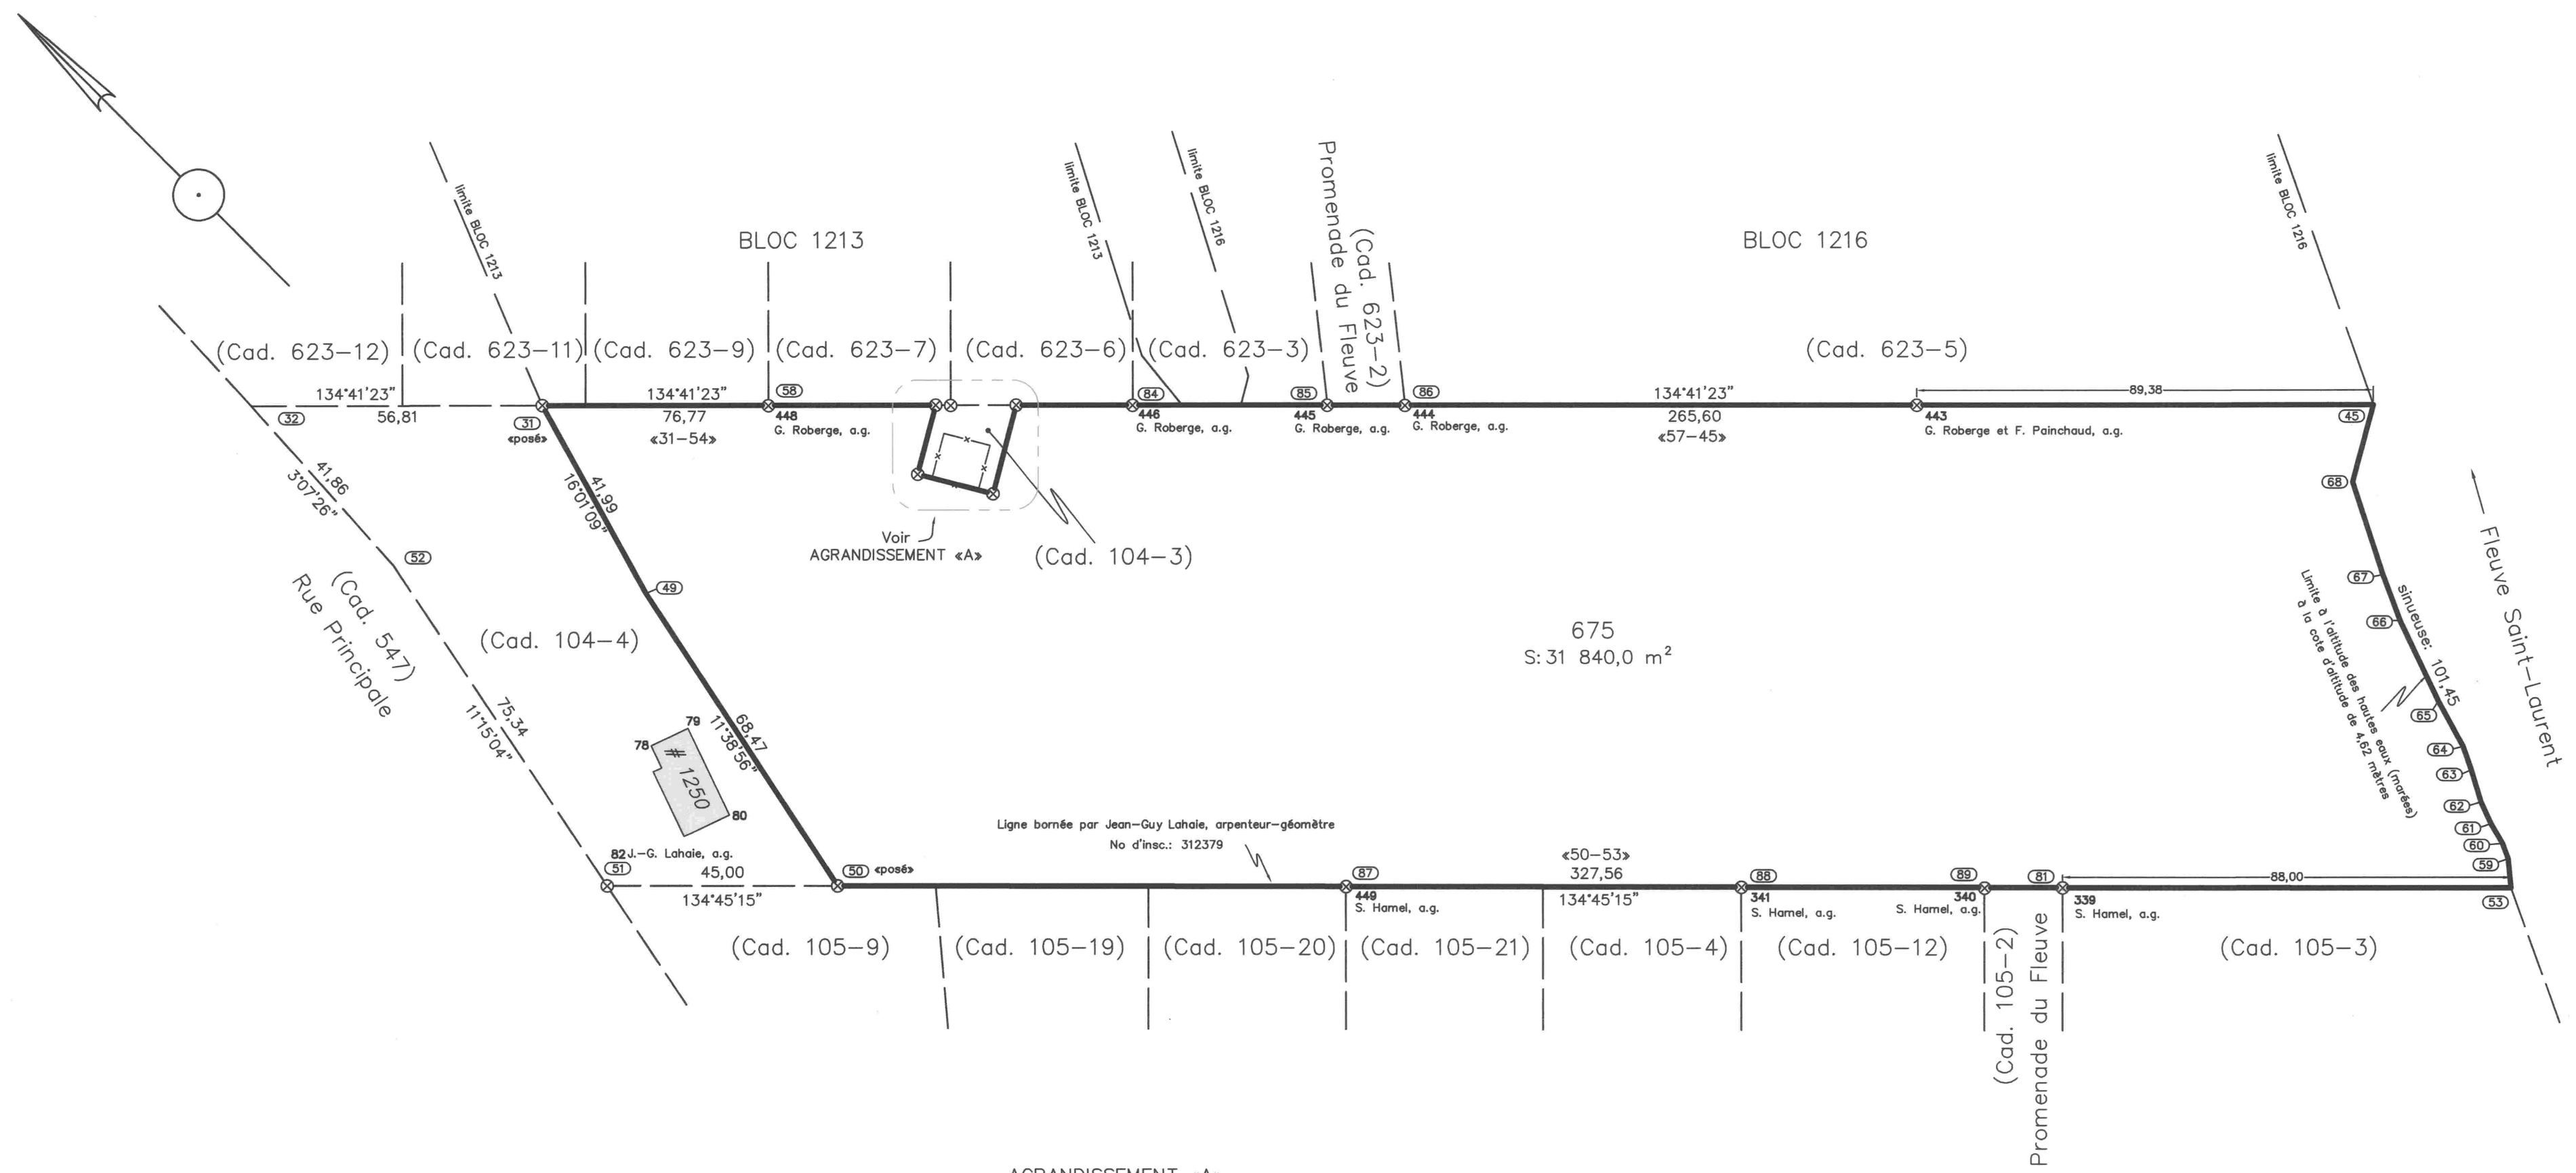 limite BLOC 1213
BLOC 1213
limite BLOC 1213
limite BLOC 1216
Promenade du Fleuve
(Cad. 623-2)
BLOC 1216
limite BLOC 1216
(Cad. 623-12)
(Cad. 623-11)
(Cad. 623-9)
(Cad. 623-7)
(Cad. 623-6)
(Cad. 623-3)
(Cad. 623-5)
134°41'23"
56,81
32
31
«posé»
134°41'23"
76,77
«31-54»
58
448
G. Roberge, a.g.
84
446
G. Roberge, a.g.
85
445
G. Roberge, a.g.
86
444
G. Roberge, a.g.
134°41'23"
265,60
«57-45»
89,38
443
G. Roberge et F. Painchaud, a.g.
45
41,86
3°07'26"
41,99
16°01'09"
Voir
AGRANDISSEMENT «A»
(Cad. 104-3)
52
49
(Cad. 547)
Rue Principale
(Cad. 104-4)
675
S: 31 840,0 m²
68
67
66
65
64
63
62
61
60
59
sinueuse: 101,45
Limite à l'altitude des hautes eaux (marées)
à la cote d'altitude de 4,62 mètres
Fleuve Saint-Laurent
75,34
11°15'04"
68,47
11°38'56"
78
79
# 1250
80
82 J.-G. Lahaie, a.g.
51
45,00
134°45'15"
50 «posé»
Ligne bornée par Jean-Guy Lahaie, arpenteur-géomètre
No d'insc.: 312379
87
449
S. Hamel, a.g.
«50-53»
327,56
134°45'15"
88
341
S. Hamel, a.g.
89
340
S. Hamel, a.g.
81
339
S. Hamel, a.g.
88,00
53
(Cad. 105-9)
(Cad. 105-19)
(Cad. 105-20)
(Cad. 105-21)
(Cad. 105-4)
(Cad. 105-12)
(Cad. 105-2)
Promenade du Fleuve
(Cad. 105-3)
AGRANDISSEMENT «A»